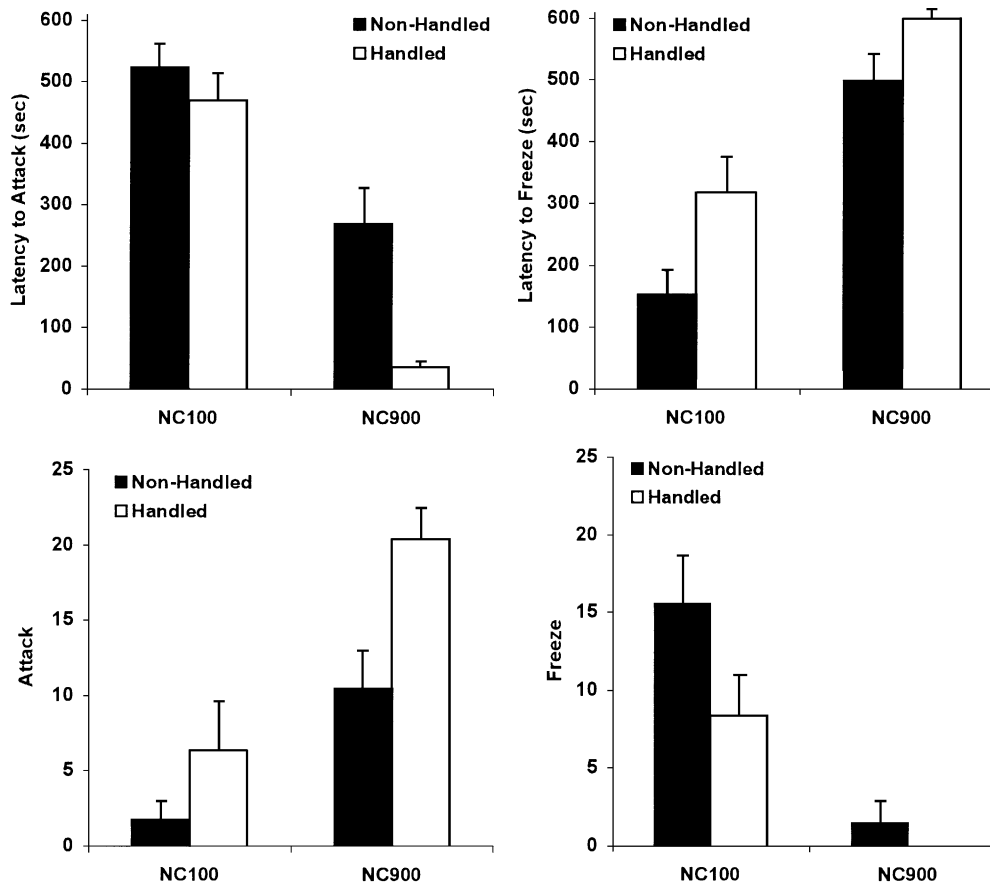 Latency to Attack (sec)
600
500
400
300
200
100
0
Non-Handled
Handled
NC100
NC900
Latency to Freeze (sec)
600
500
400
300
200
100
0
Non-Handled
Handled
NC100
NC900
Attack
25
20
15
10
5
0
Non-Handled
Handled
NC100
NC900
Freeze
25
20
15
10
5
0
Non-Handled
Handled
NC100
NC900